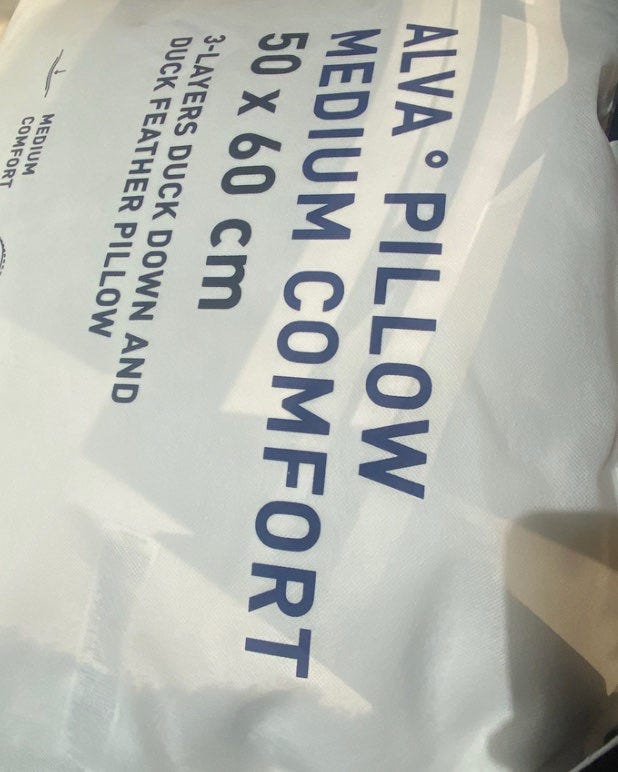 ALVA° PILLOW
MEDIUM COMFORT
50 x 60 cm
3-LAYERS DUCK DOWN AND
DUCK FEATHER PILLOW
MEDIUM
COMFORT